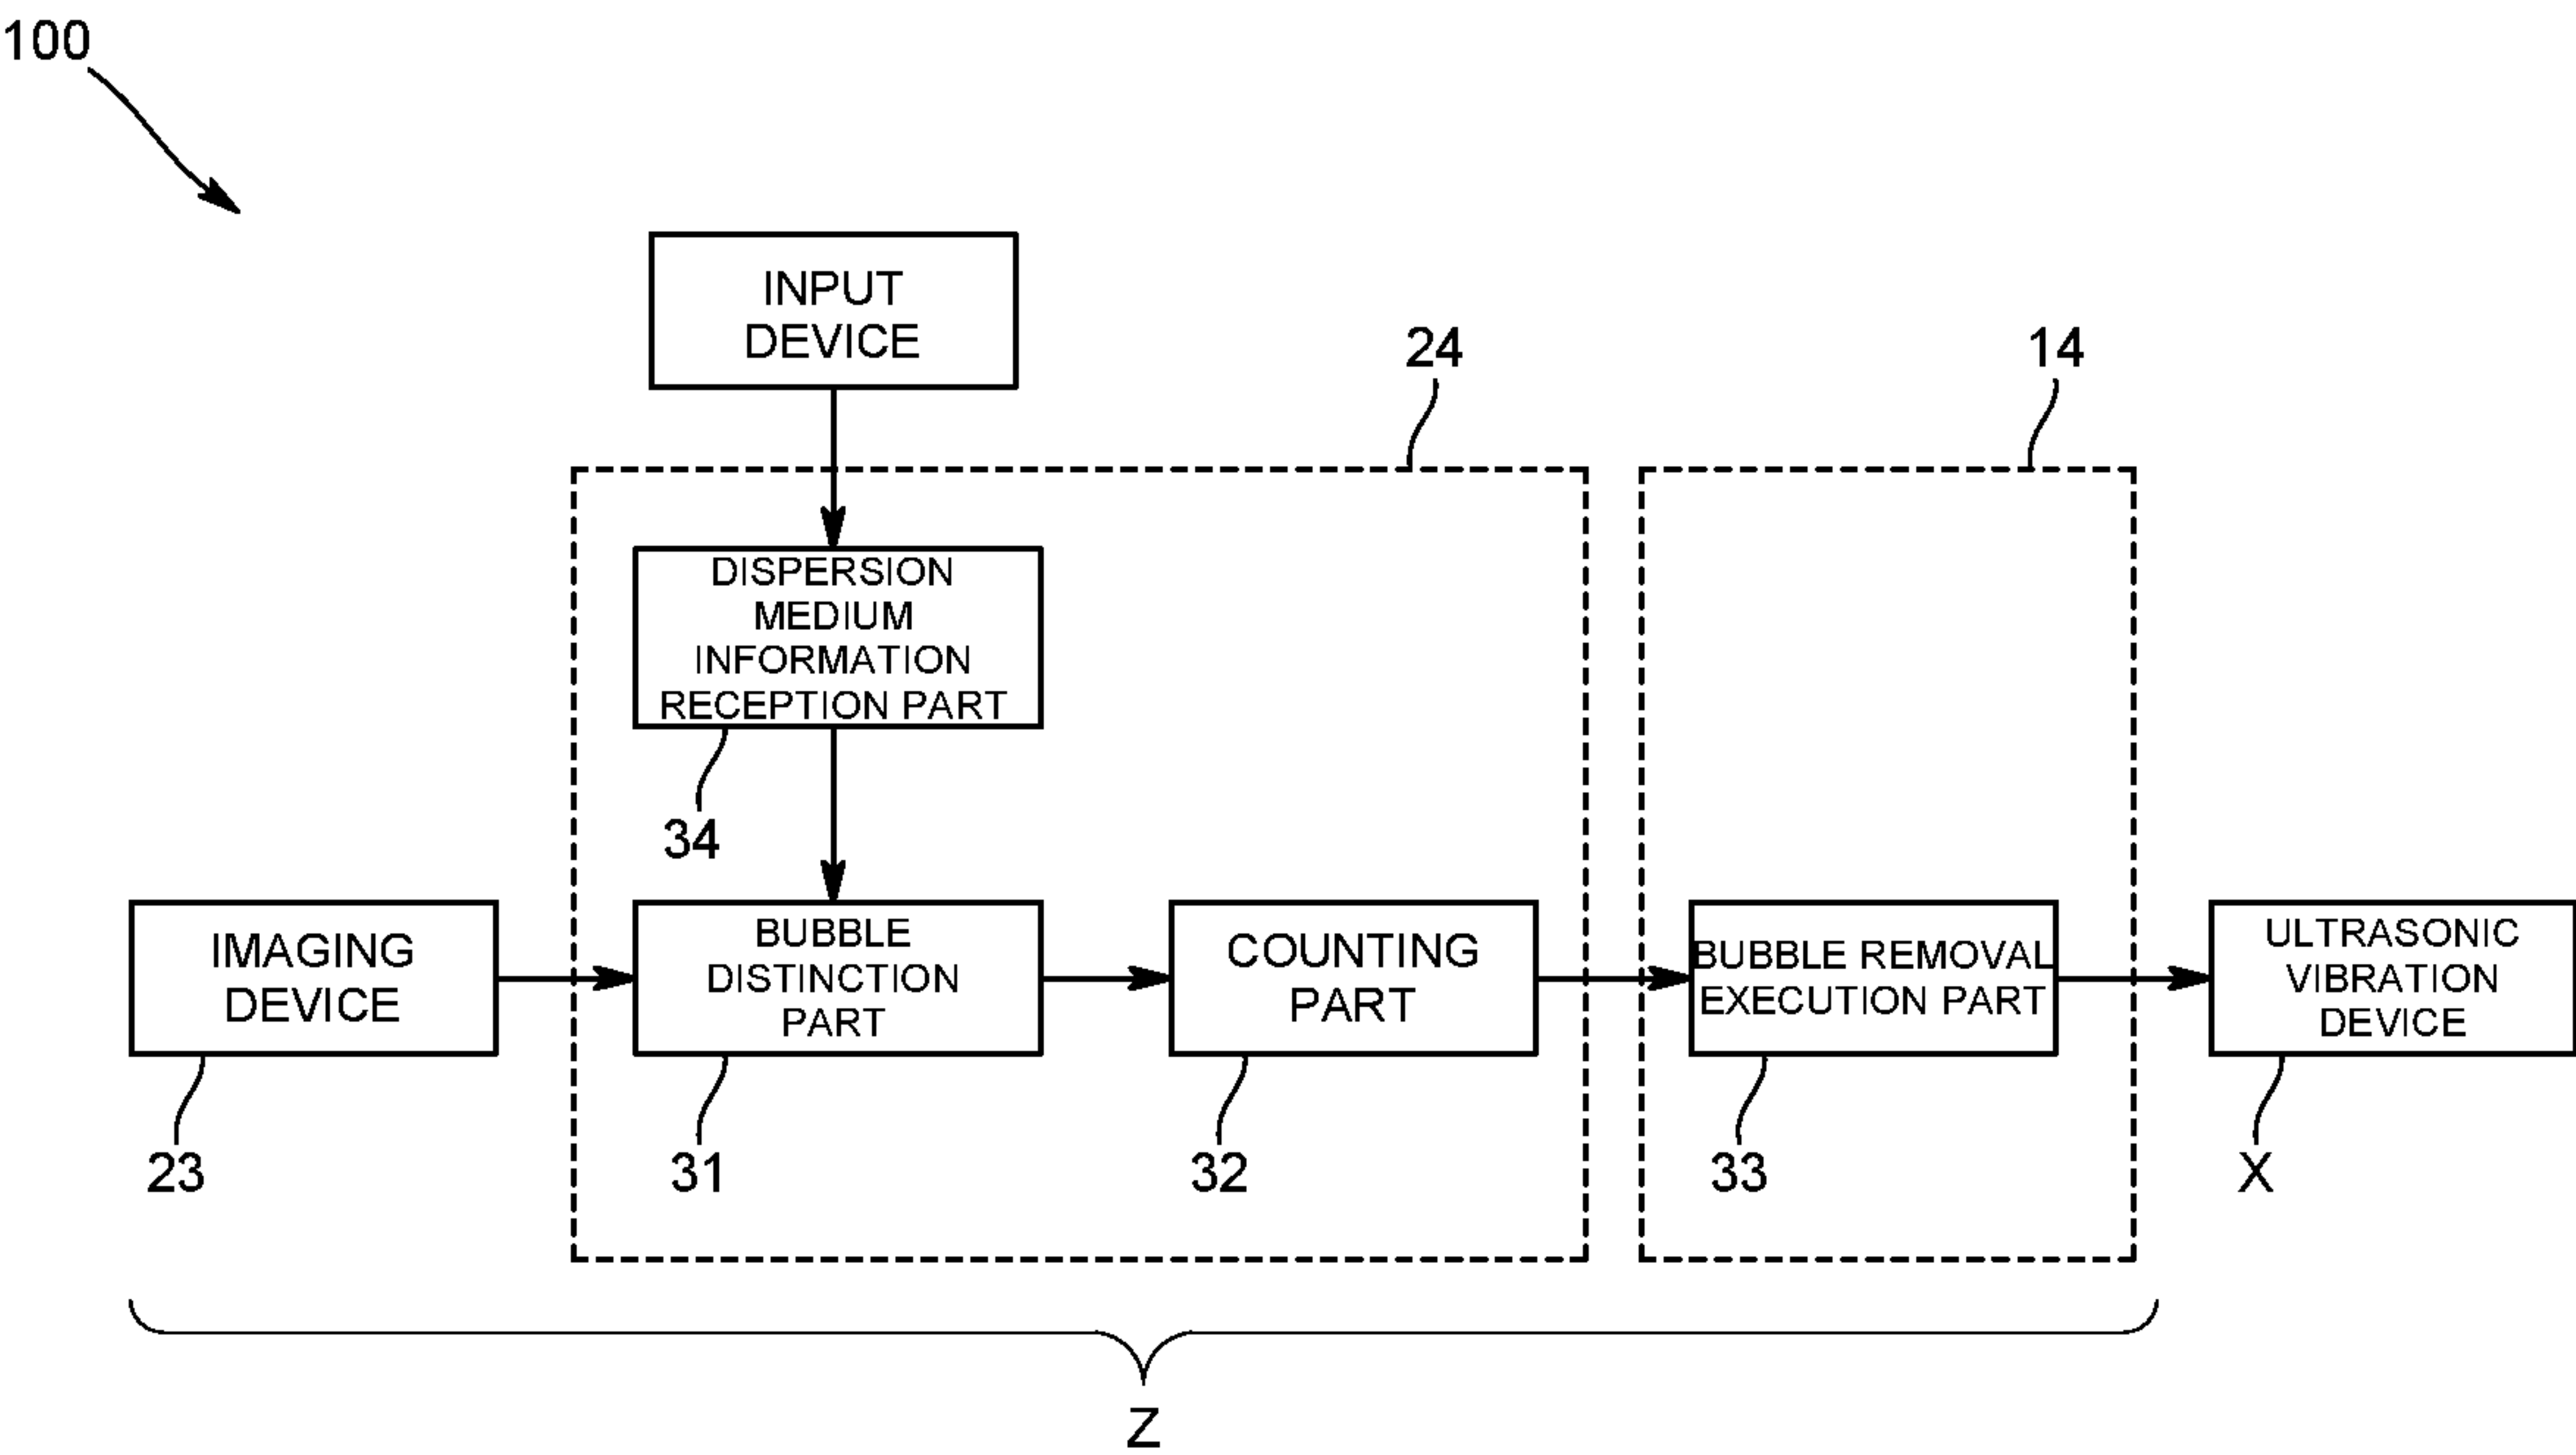 100
INPUT
DEVICE
24
14
DISPERSION
MEDIUM
INFORMATION
RECEPTION PART
34
IMAGING
DEVICE
23
BUBBLE
DISTINCTION
PART
31
COUNTING
PART
32
BUBBLE REMOVAL
EXECUTION PART
33
ULTRASONIC
VIBRATION
DEVICE
X
Z